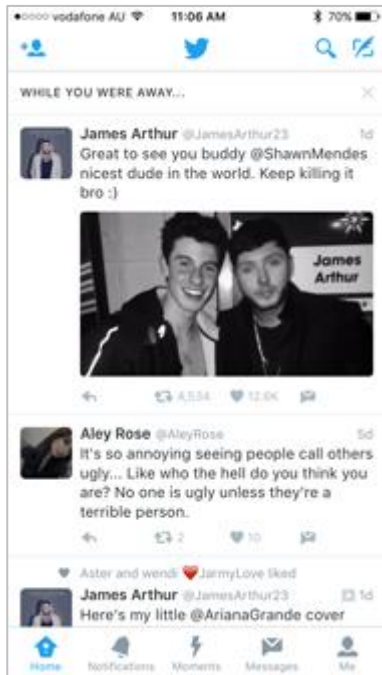 vodafone AU 11:06 AM 70%
WHILE YOU WERE AWAY...
James Arthur @JamesArthur23 1d
Great to see you buddy @ShawnMendes
nicest dude in the world. Keep killing it
bro :)
James
Arthur
4,534 12.6K
Aley Rose @AleyRose 5d
It's so annoying seeing people call others
ugly... Like who the hell do you think you
are? No one is ugly unless they're a
terrible person.
2 10
Aster and wendi ❤️JarmyLove liked
James Arthur @JamesArthur23 1d
Here's my little @ArianaGrande cover
Home Notifications Moments Messages Me